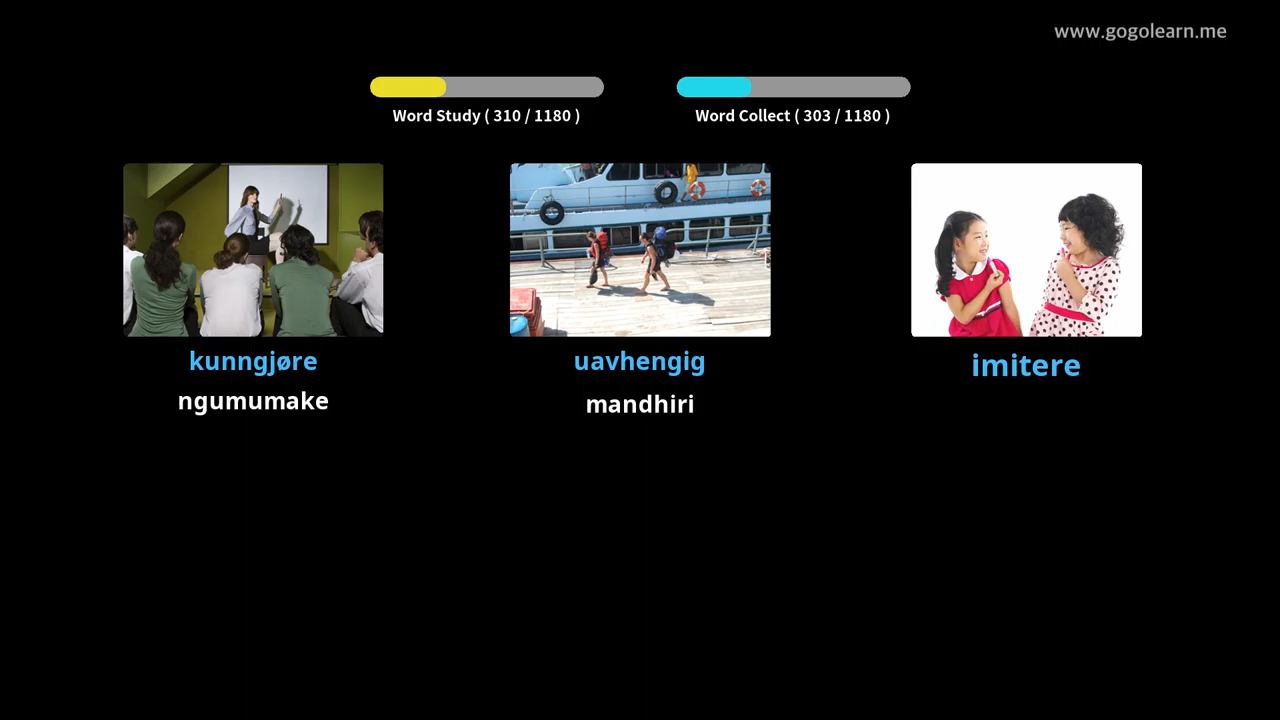 www.gogolearn.me
Word Study ( 310 / 1180 )
Word Collect ( 303 / 1180 )
kunngjøre
ngumumake
uavhengig
mandhiri
imitere